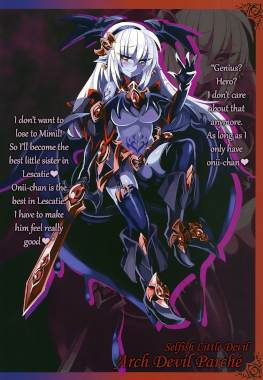 I don't want to
lose to Mimil!
So I'll become the
best little sister in
Lescatie ❤
Onii-chan is the
best in Lescatie.
I have to make
him feel really
good ❤
"Genius?
Hero?
I don't care
about that
anymore.
As long as I
only have
onii-chan ❤
Selfish Little Devil
Arch Devil Parché